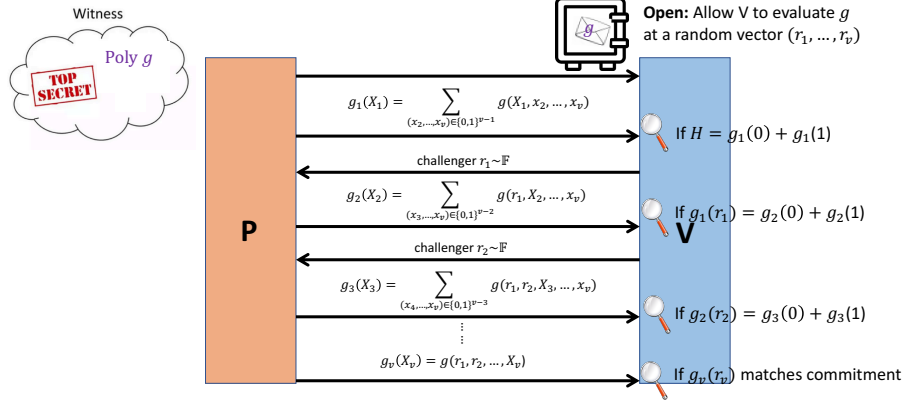 Witness
Poly g
TOP
SECRET
g
Open: Allow V to evaluate g
at a random vector (r₁, … , rᵥ)
g₁(X₁) = ∑_{(x₂,…,xᵥ)∈{0,1}ᵛ⁻¹} g(X₁, x₂, … , xᵥ)
If H = g₁(0) + g₁(1)
challenger r₁~𝔽
g₂(X₂) = ∑_{(x₃,…,xᵥ)∈{0,1}ᵛ⁻²} g(r₁, X₂, … , xᵥ)
P
V
If g₁(r₁) = g₂(0) + g₂(1)
challenger r₂~𝔽
g₃(X₃) = ∑_{(x₄,…,xᵥ)∈{0,1}ᵛ⁻³} g(r₁, r₂, X₃, … , xᵥ)
If g₂(r₂) = g₃(0) + g₃(1)
⋮
gᵥ(Xᵥ) = g(r₁, r₂, … , Xᵥ)
If gᵥ(rᵥ) matches commitment